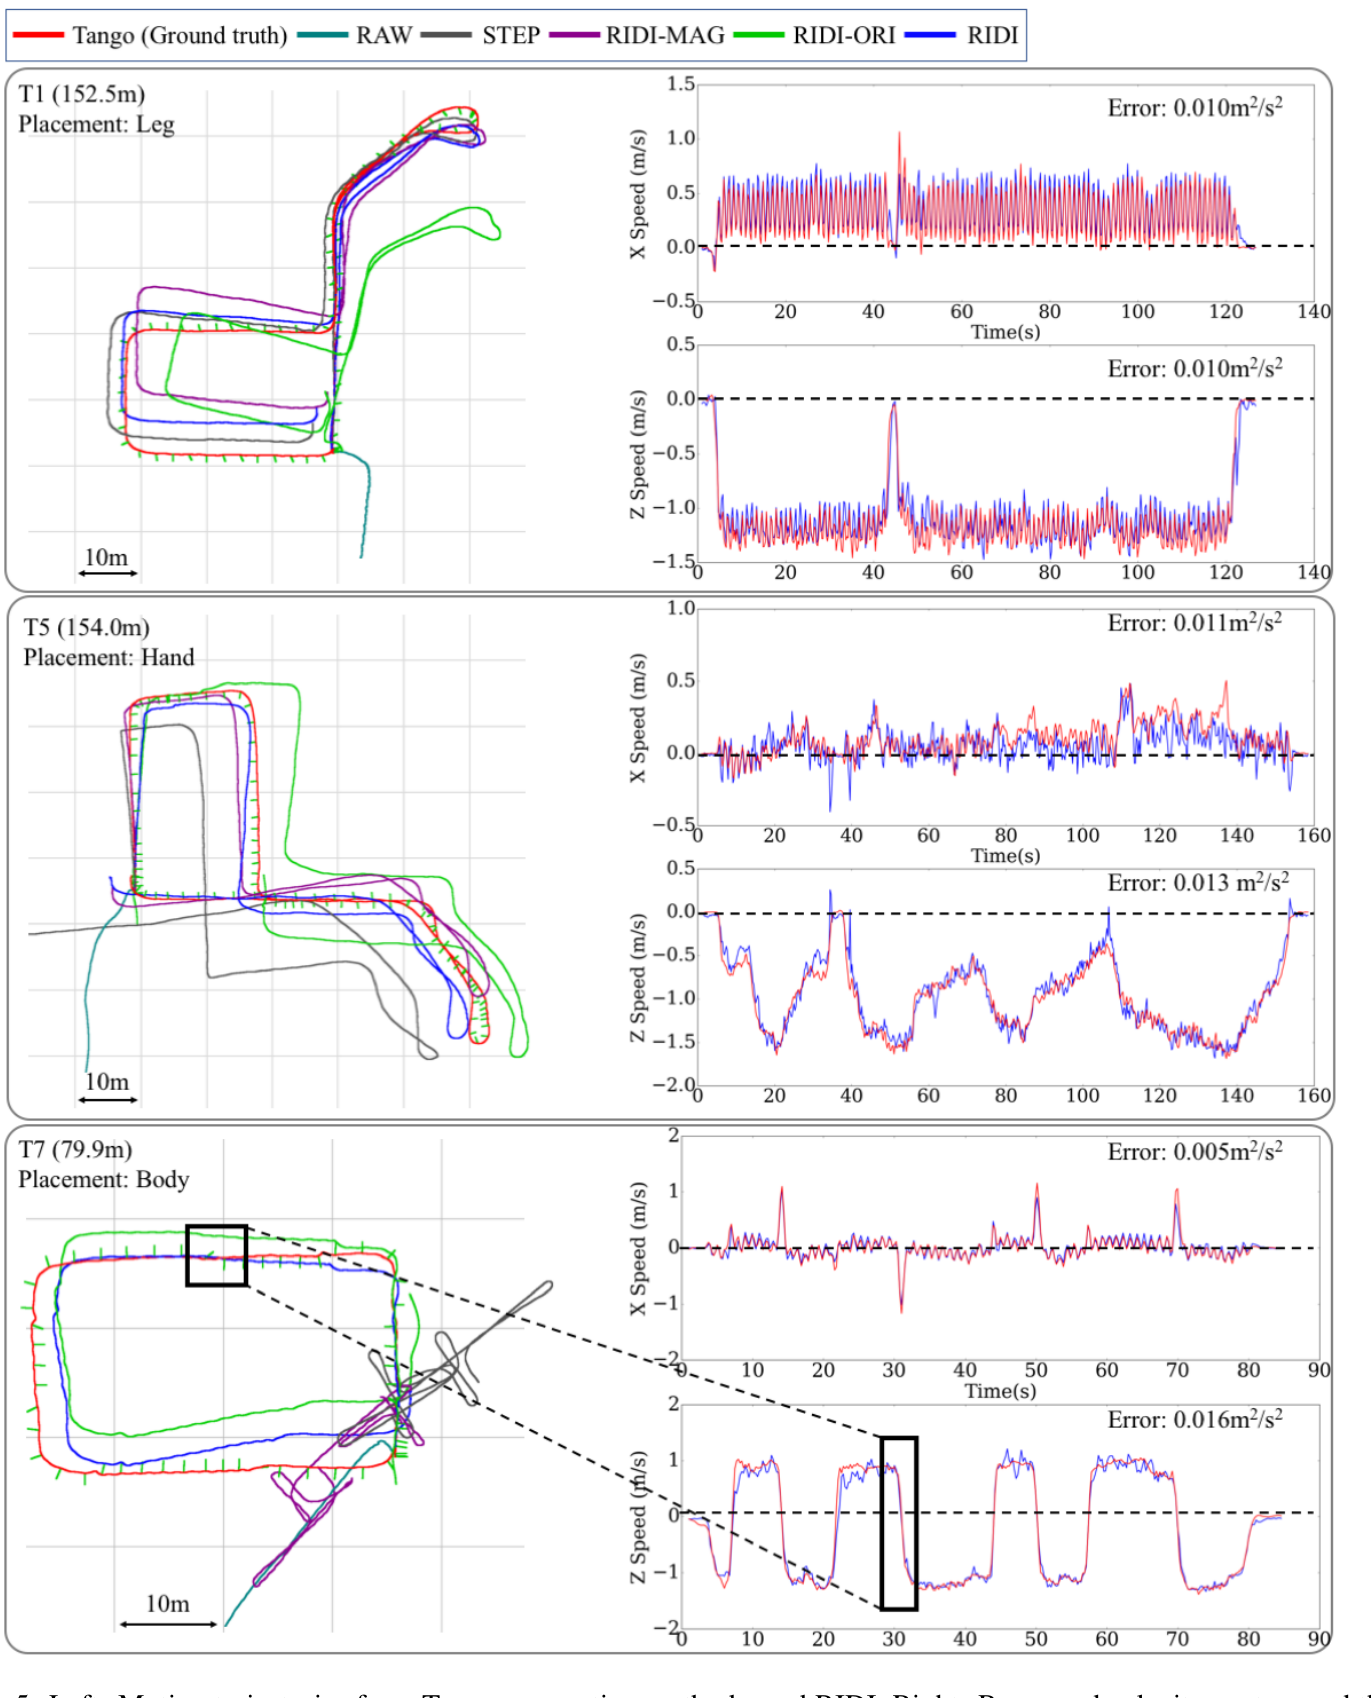 Tango (Ground truth) RAW STEP RIDI-MAG RIDI-ORI RIDI
T1 (152.5m)
Placement: Leg
10m
1.5
1.0
0.5
0.0
−0.5
X Speed (m/s)
Error: 0.010m²/s²
0 20 40 60 80 100 120 140
Time(s)
0.5
0.0
−0.5
−1.0
−1.5
Z Speed (m/s)
Error: 0.010m²/s²
0 20 40 60 80 100 120 140
T5 (154.0m)
Placement: Hand
10m
1.0
0.5
0.0
−0.5
X Speed (m/s)
Error: 0.011m²/s²
0 20 40 60 80 100 120 140 160
Time(s)
0.5
0.0
−0.5
−1.0
−1.5
−2.0
Z Speed (m/s)
Error: 0.013 m²/s²
0 20 40 60 80 100 120 140 160
T7 (79.9m)
Placement: Body
10m
2
1
0
−1
−2
X Speed (m/s)
Error: 0.005m²/s²
0 10 20 30 40 50 60 70 80 90
Time(s)
2
1
0
−1
−2
Z Speed (m/s)
Error: 0.016m²/s²
0 10 20 30 40 50 60 70 80 90